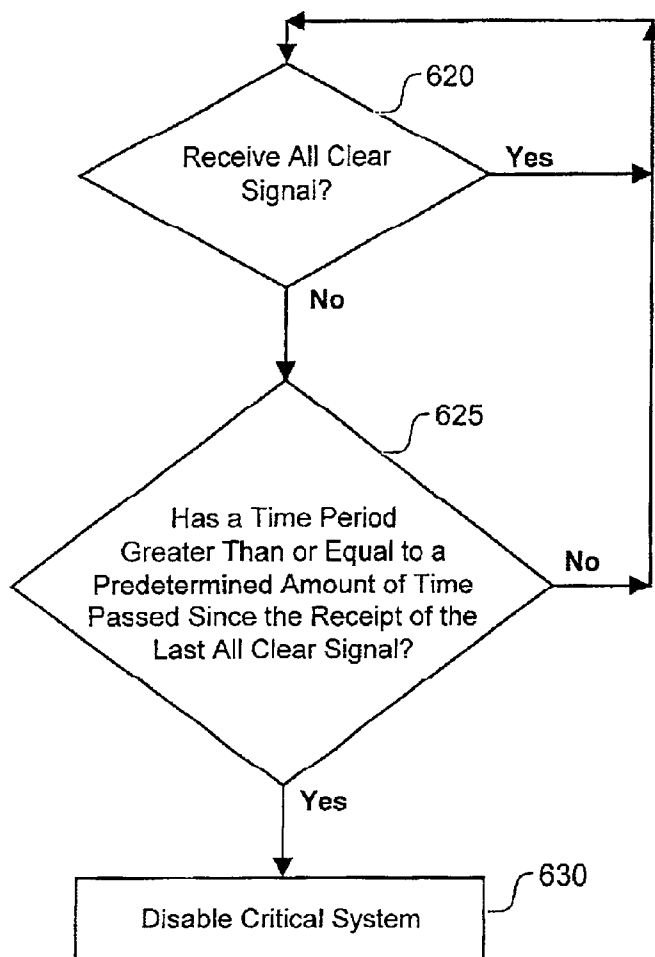 620
Receive All Clear
Signal?
Yes
No
625
Has a Time Period
Greater Than or Equal to a
Predetermined Amount of Time
Passed Since the Receipt of the
Last All Clear Signal?
No
Yes
630
Disable Critical System